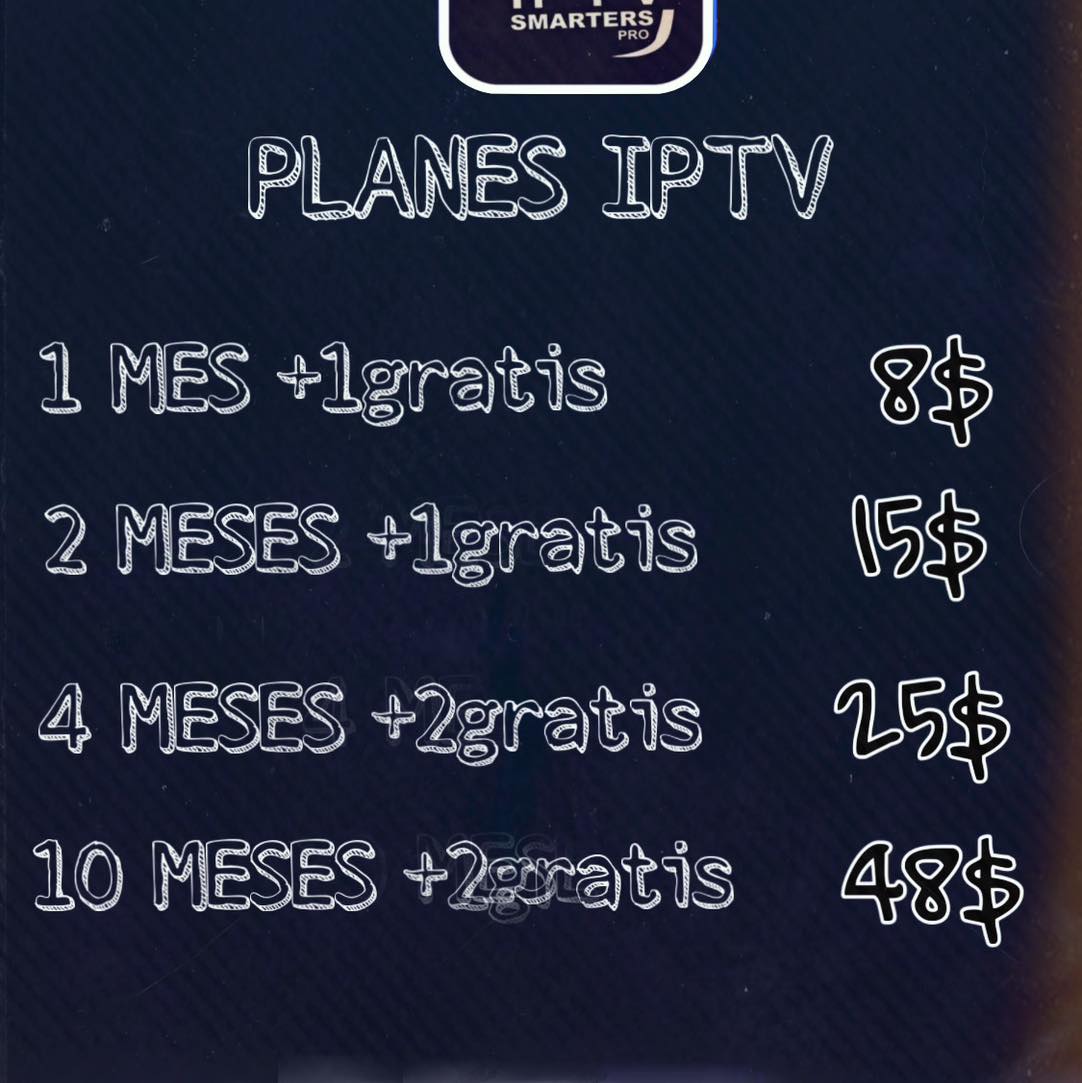 SMARTERS
PRO
PLANES IPTV
1 MES +1gratis 8$
2 MESES +1gratis 15$
4 MESES +2gratis 25$
10 MESES +2gratis 48$